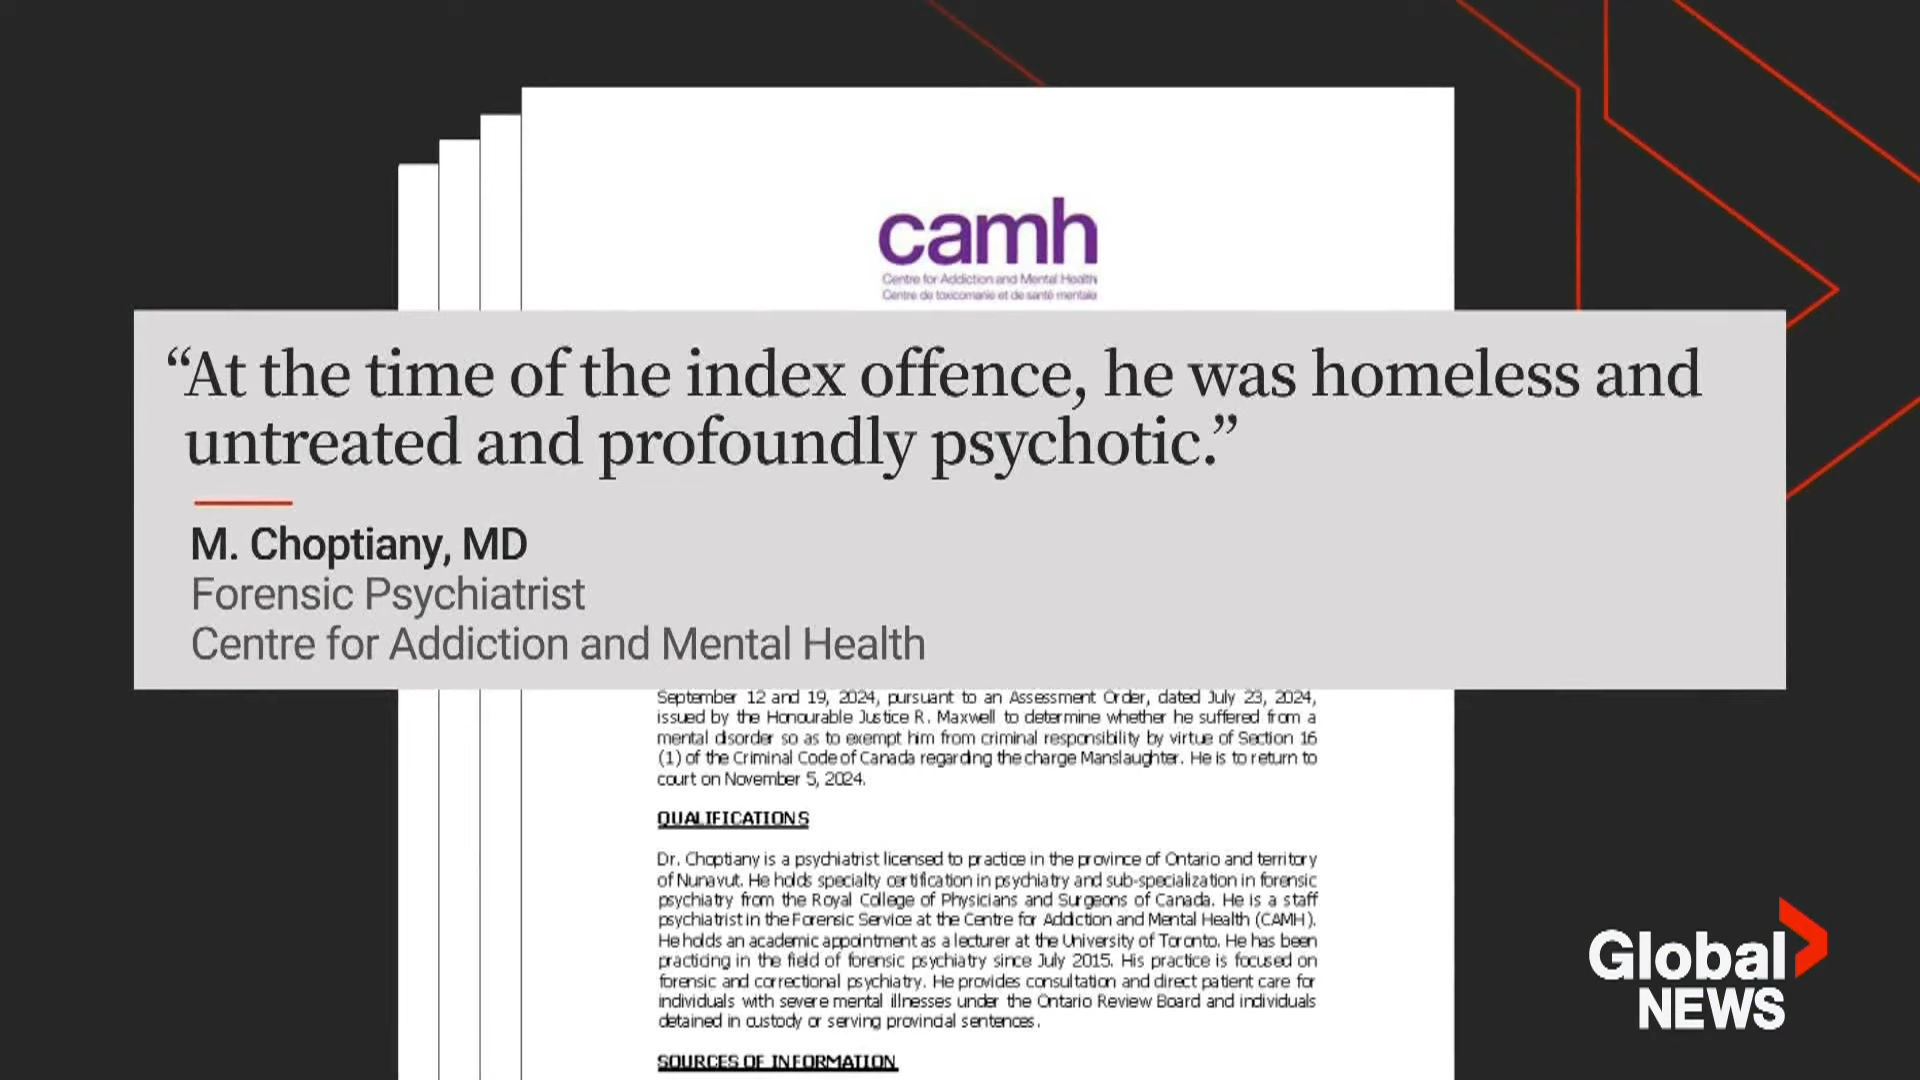 camh
Centre for Addiction and Mental Health
Centre de toxicomanie et de santé mentale
“At the time of the index offence, he was homeless and
untreated and profoundly psychotic.”
M. Choptiany, MD
Forensic Psychiatrist
Centre for Addiction and Mental Health
September 12 and 19, 2024, pursuant to an Assessment Order, dated July 23, 2024,
issued by the Honourable Justice R. Maxwell to determine whether he suffered from a
mental disorder so as to exempt him from criminal responsibility by virtue of Section 16
(1) of the Criminal Code of Canada regarding the charge Manslaughter. He is to return to
court on November 5, 2024.
QUALIFICATIONS
Dr. Choptiany is a psychiatrist licensed to practice in the province of Ontario and territory
of Nunavut. He holds specialty certification in psychiatry and sub-specialization in forensic
psychiatry from the Royal College of Physicians and Surgeons of Canada. He is a staff
psychiatrist in the Forensic Service at the Centre for Addiction and Mental Health (CAMH).
He holds an academic appointment as a lecturer at the University of Toronto. He has been
practicing in the field of forensic psychiatry since July 2015. His practice is focused on
forensic and correctional psychiatry. He provides consultation and direct patient care for
individuals with severe mental illnesses under the Ontario Review Board and individuals
detained in custody or serving provincial sentences.
SOURCES OF INFORMATION
Global
NEWS